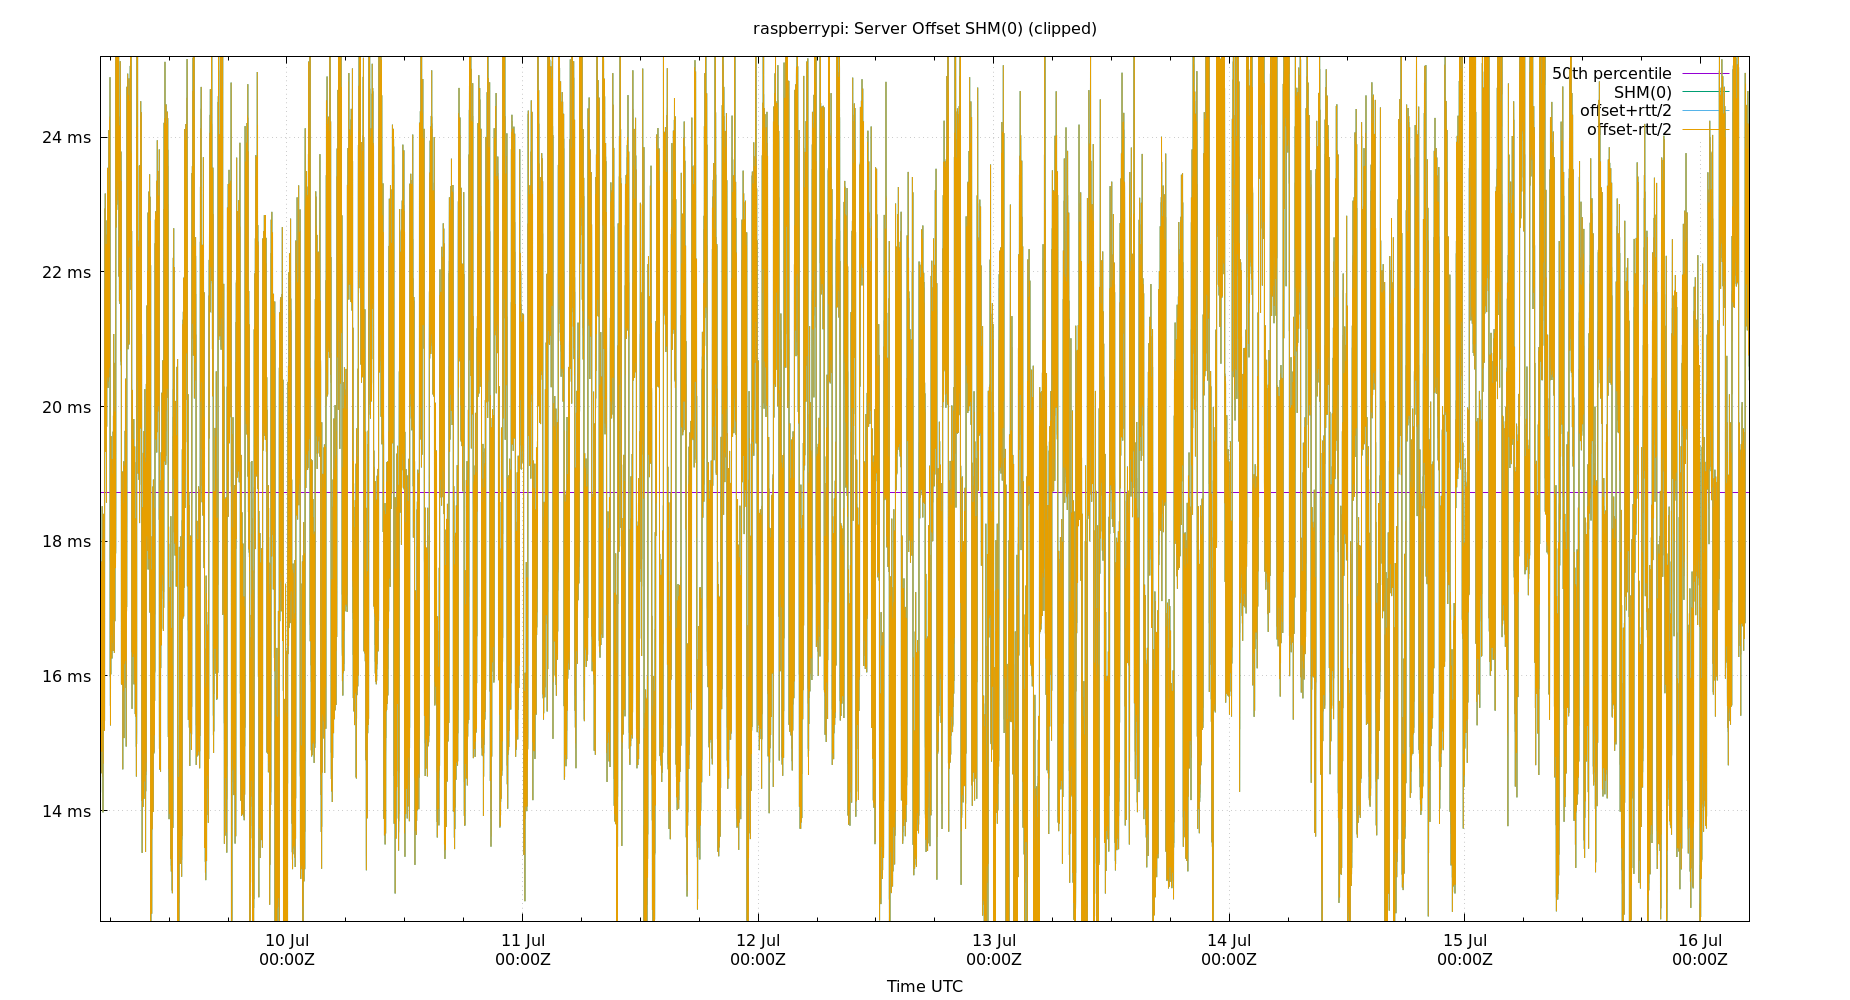 raspberrypi: Server Offset SHM(0) (clipped)
50th percentile
SHM(0)
offset+rtt/2
offset-rtt/2
24 ms
22 ms
20 ms
18 ms
16 ms
14 ms
10 Jul 11 Jul 12 Jul 13 Jul 14 Jul 15 Jul 16 Jul
00:00Z 00:00Z 00:00Z 00:00Z 00:00Z 00:00Z 00:00Z
Time UTC